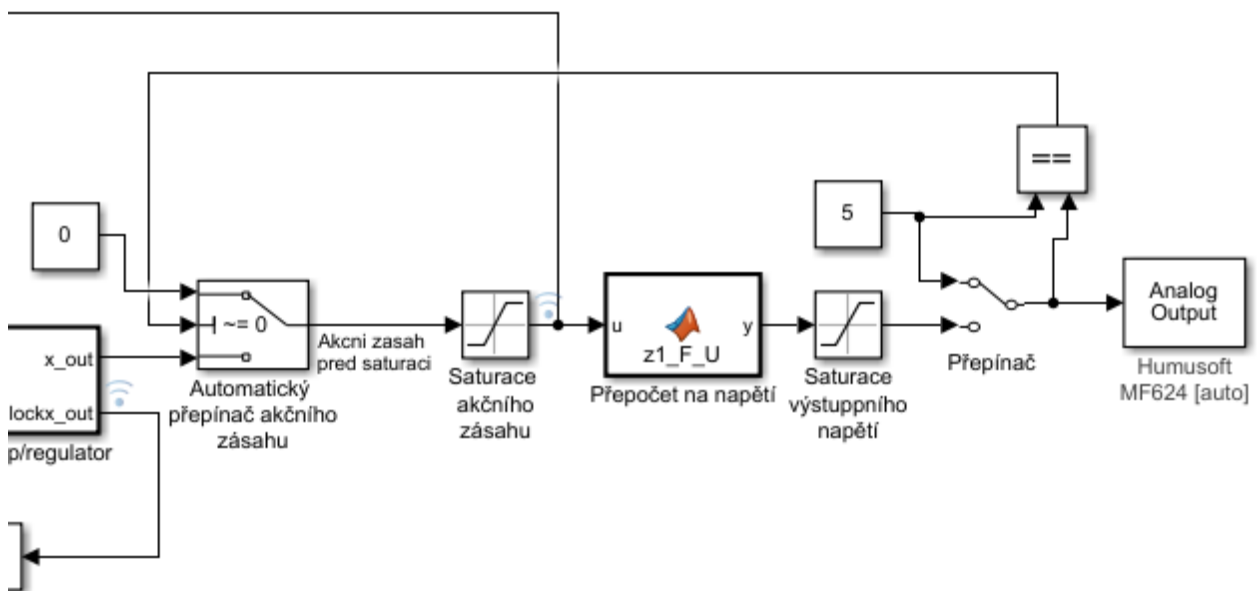 ==
5
0
Analog
Output
~= 0
u
y
z1_F_U
x_out
lockx_out
p/regulator
Akcni zasah
pred saturaci
Automatický
přepínač akčního
zásahu
Saturace
akčního
zásahu
Přepočet na napětí
Saturace
výstuppního
napětí
Přepínač
Humusoft
MF624 [auto]